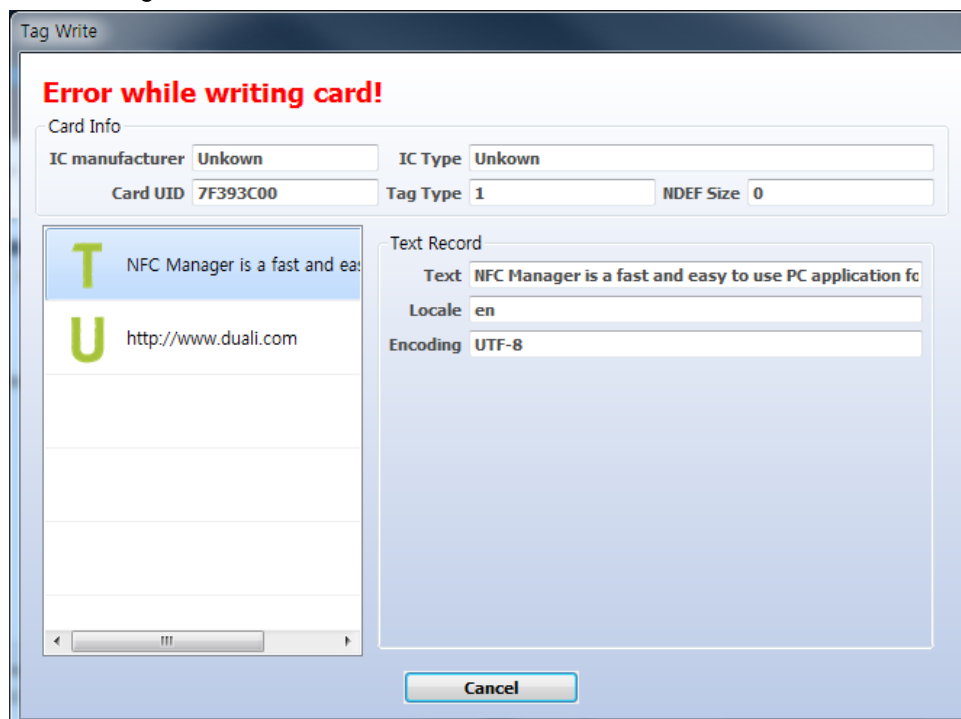 Tag Write
Error while writing card!
Card Info
IC manufacturer Unkown IC Type Unkown
Card UID 7F393C00 Tag Type 1 NDEF Size 0
NFC Manager is a fast and eas
http://www.duali.com
Text Record
Text NFC Manager is a fast and easy to use PC application fo
Locale en
Encoding UTF-8
Cancel